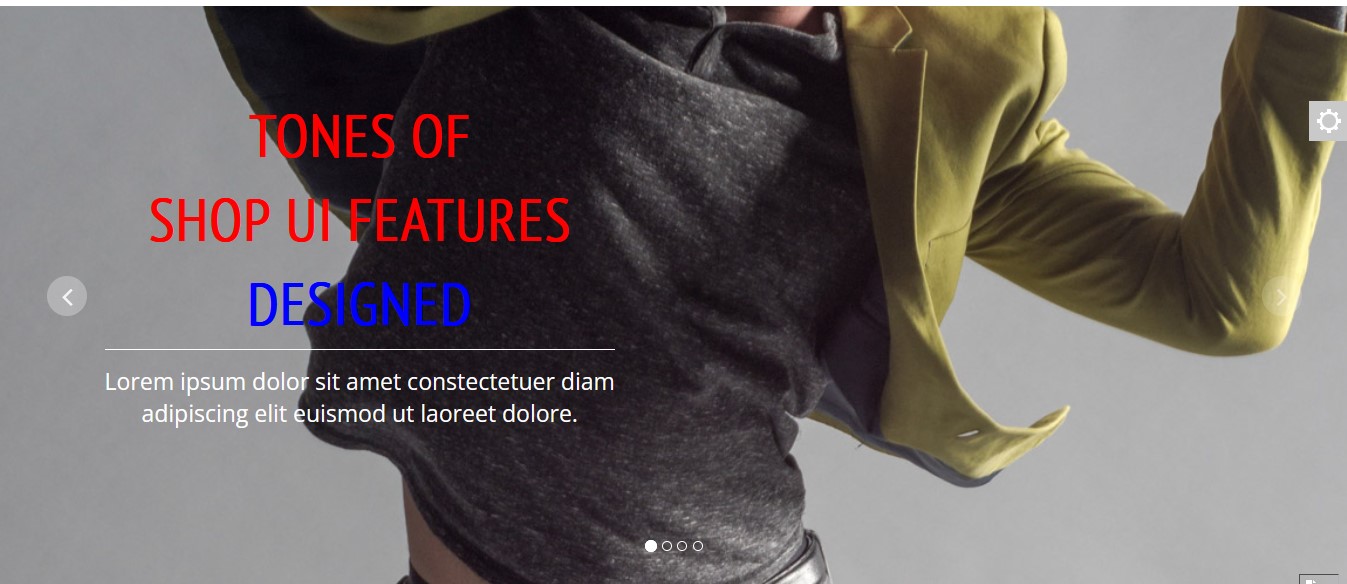 TONES OF
SHOP UI FEATURES
DESIGNED
Lorem ipsum dolor sit amet constectetuer diam
adipiscing elit euismod ut laoreet dolore.